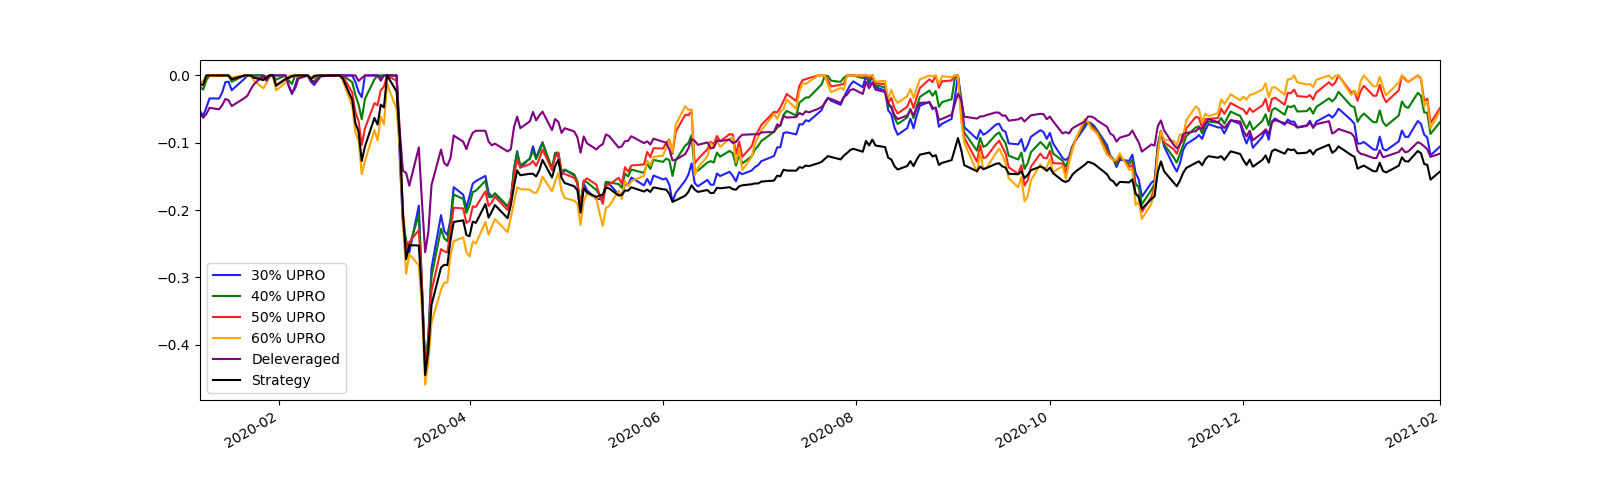 0.0
−0.1
−0.2
−0.3
−0.4
30% UPRO
40% UPRO
50% UPRO
60% UPRO
Deleveraged
Strategy
2020-02
2020-04
2020-06
2020-08
2020-10
2020-12
2021-02